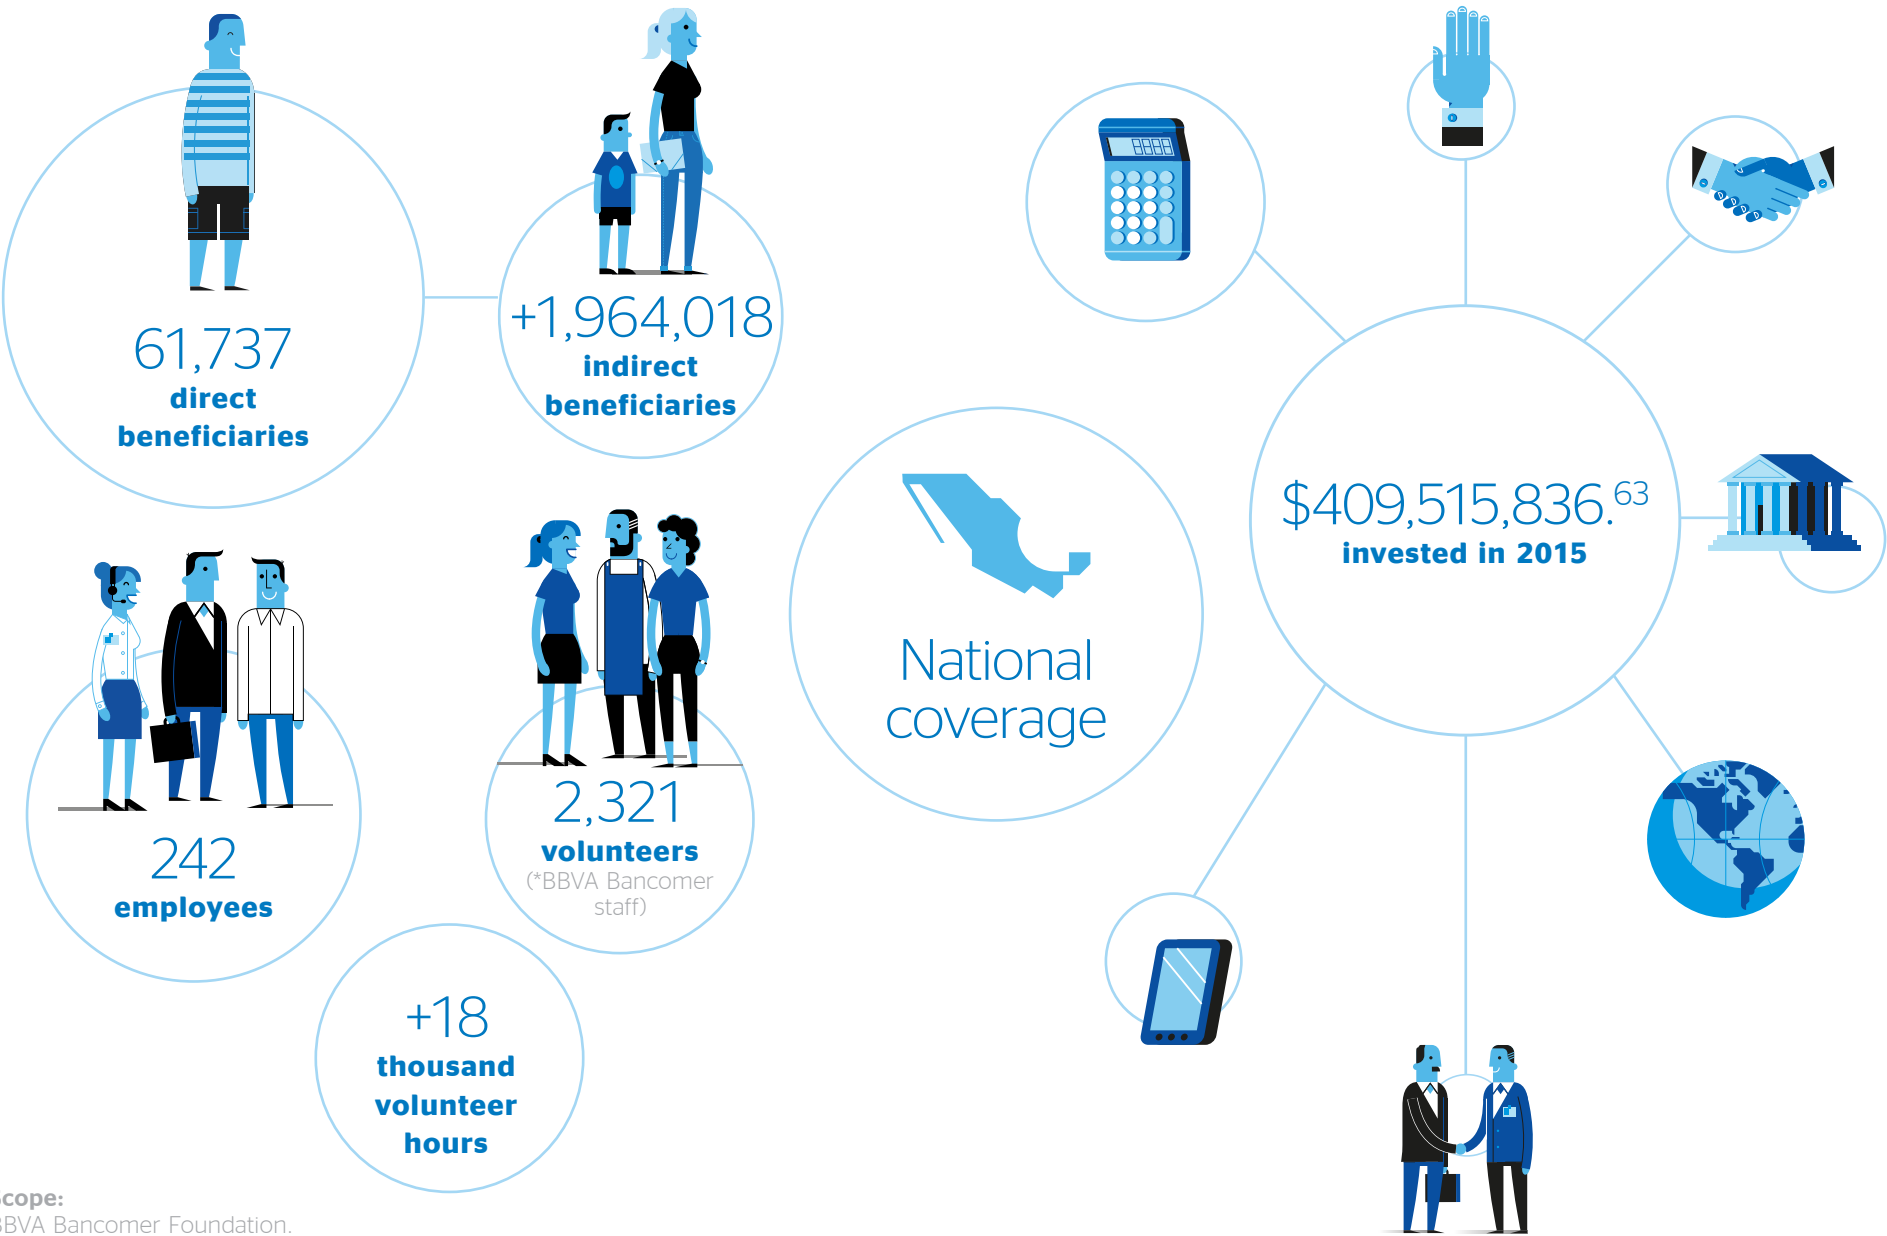 61,737
direct
beneficiaries
+1,964,018
indirect
beneficiaries
242
employees
2,321
volunteers
(*BBVA Bancomer
staff)
+18
thousand
volunteer
hours
National
coverage
$409,515,836.63
invested in 2015
Scope:
BBVA Bancomer Foundation.